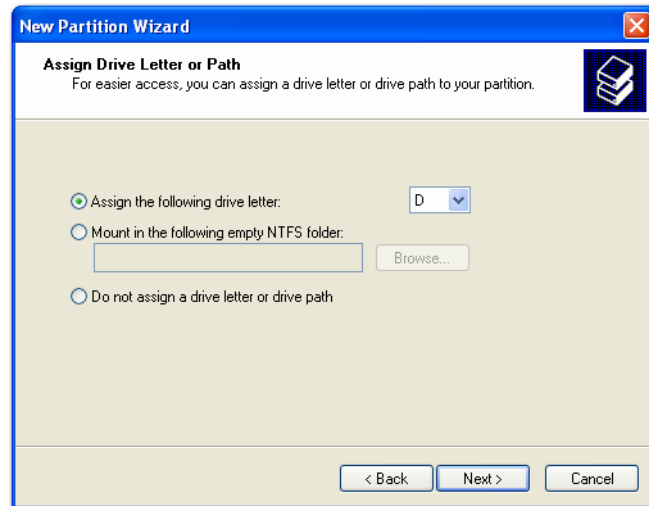 New Partition Wizard
Assign Drive Letter or Path
For easier access, you can assign a drive letter or drive path to your partition.
Assign the following drive letter: D
Mount in the following empty NTFS folder:
Browse...
Do not assign a drive letter or drive path
< Back Next > Cancel